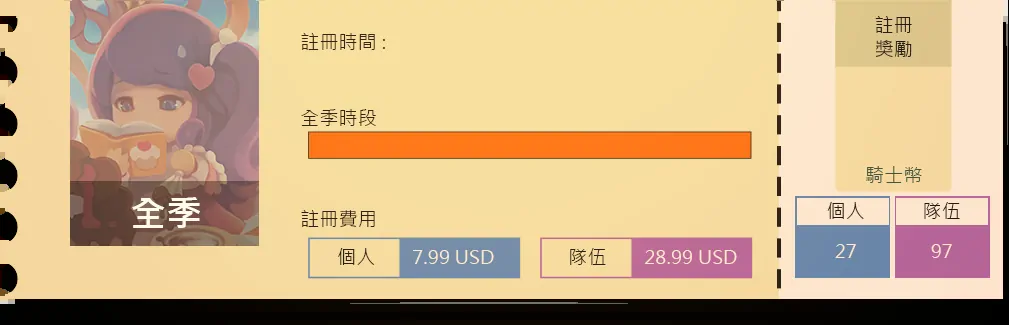 全季
註冊時間 :
全季時段
註冊費用
個人 7.99 USD
隊伍 28.99 USD
註冊
獎勵
騎士幣
個人 隊伍
27 97